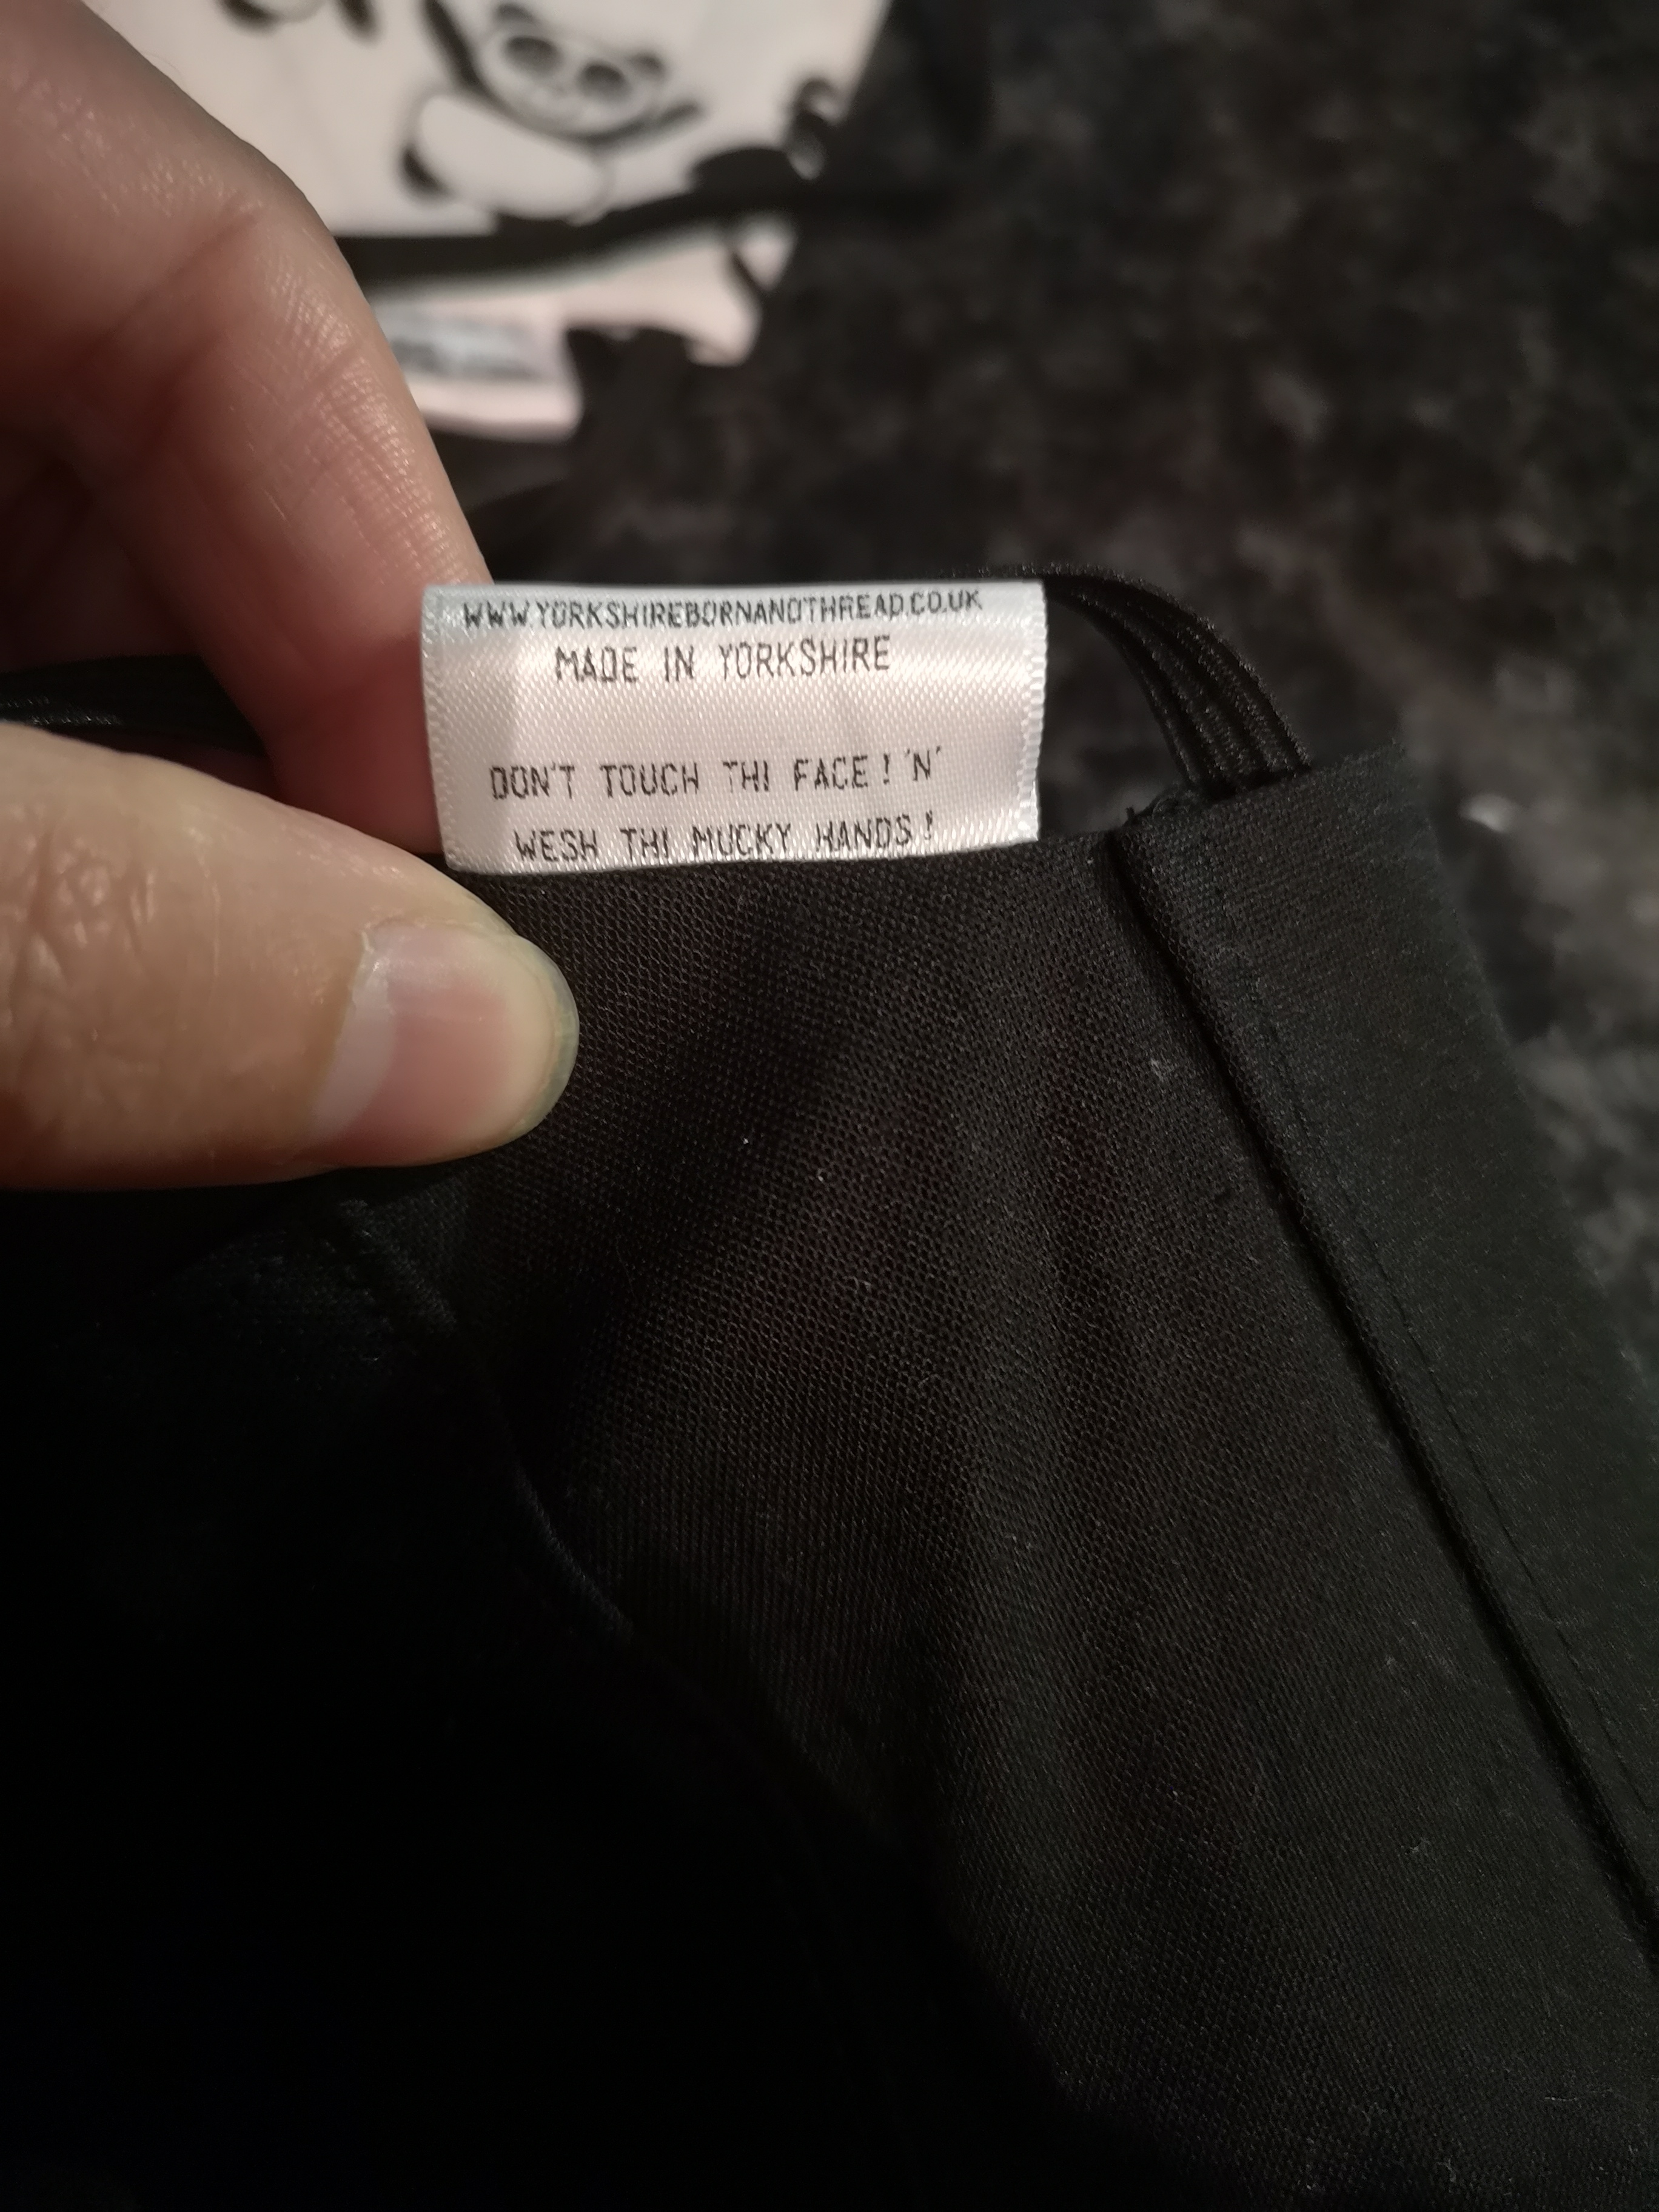 WWW.YORKSHIREBORNANDTHREAD.CO.UK
MADE IN YORKSHIRE
DON'T TOUCH THI FACE! 'N'
WESH THI MUCKY HANDS!